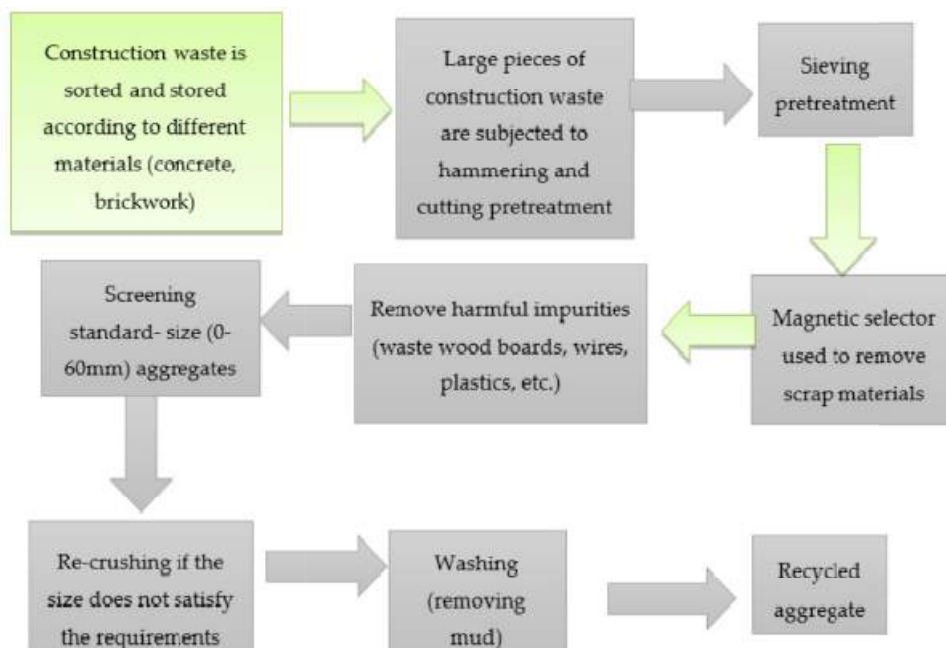 Construction waste is
sorted and stored
according to different
materials (concrete,
brickwork)
Large pieces of
construction waste
are subjected to
hammering and
cutting pretreatment
Sieving
pretreatment
Magnetic selector
used to remove
scrap materials
Remove harmful impurities
(waste wood boards, wires,
plastics, etc.)
Screening
standard- size (0-
60mm) aggregates
Re-crushing if the
size does not satisfy
the requirements
Washing
(removing
mud)
Recycled
aggregate